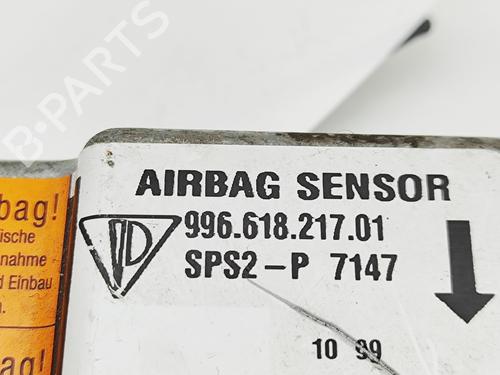 B-PARTS
AIRBAG SENSOR
996.618.217.01
SPS2-P 7147
10 99
bag!
ische
nahme
d Einbau
n.
ag!